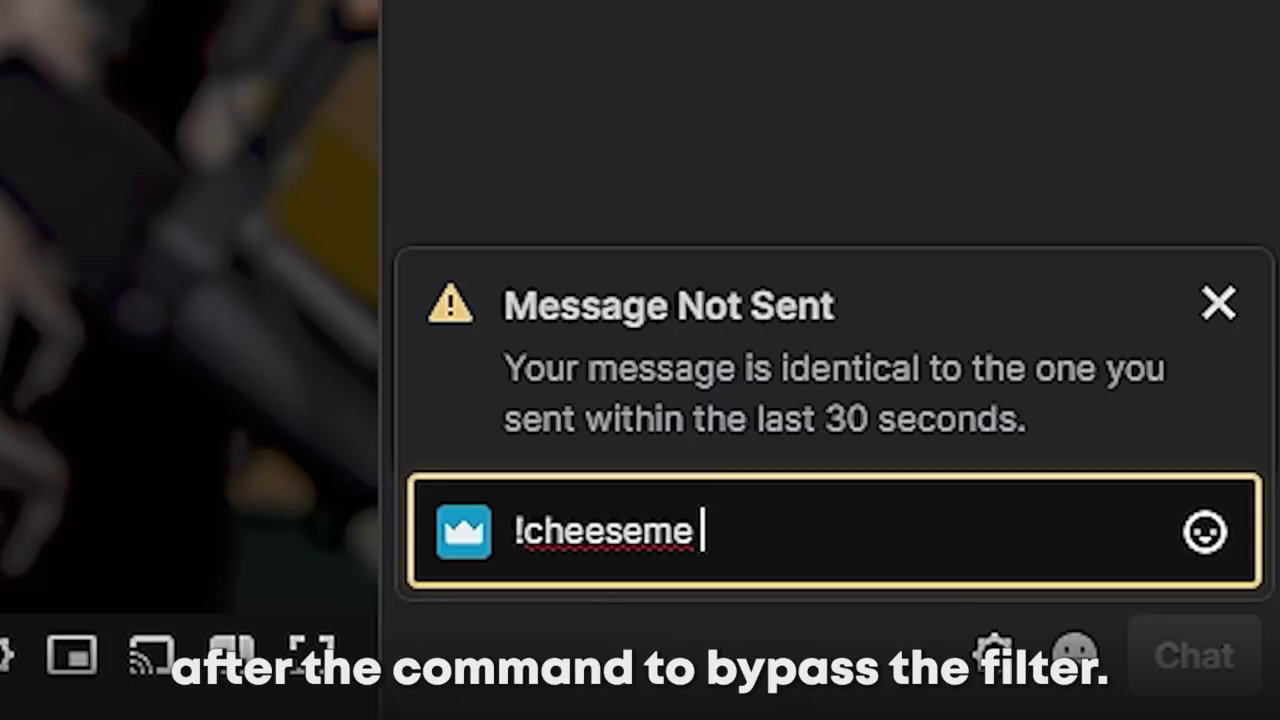 Message Not Sent
Your message is identical to the one you
sent within the last 30 seconds.
!cheeseme
Chat
after the command to bypass the filter.